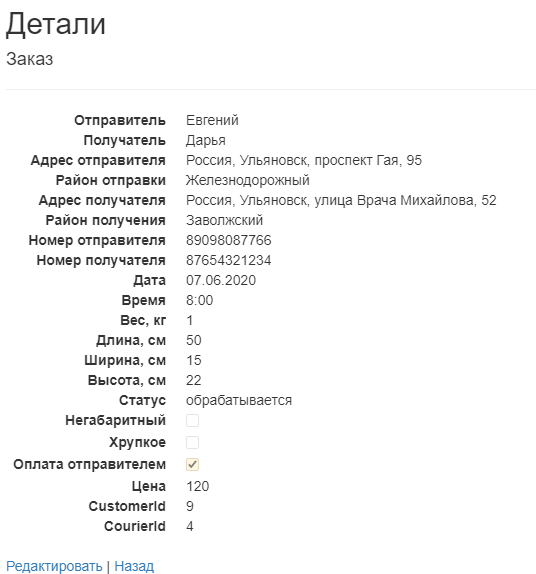 Детали
Заказ
Отправитель Евгений
Получатель Дарья
Адрес отправителя Россия, Ульяновск, проспект Гая, 95
Район отправки Железнодорожный
Адрес получателя Россия, Ульяновск, улица Врача Михайлова, 52
Район получения Заволжский
Номер отправителя 89098087766
Номер получателя 87654321234
Дата 07.06.2020
Время 8:00
Вес, кг 1
Длина, см 50
Ширина, см 15
Высота, см 22
Статус обрабатывается
Негабаритный
Хрупкое
Оплата отправителем
Цена 120
CustomerId 9
CourierId 4
Редактировать | Назад